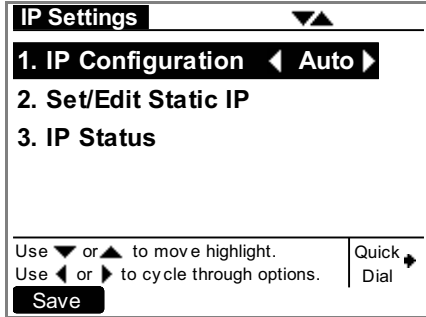 IP Settings ▼▲
1. IP Configuration ◀ Auto ▶
2. Set/Edit Static IP
3. IP Status
Use ▼ or ▲ to move highlight.
Use ◀ or ▶ to cycle through options.
Quick
Dial
Save